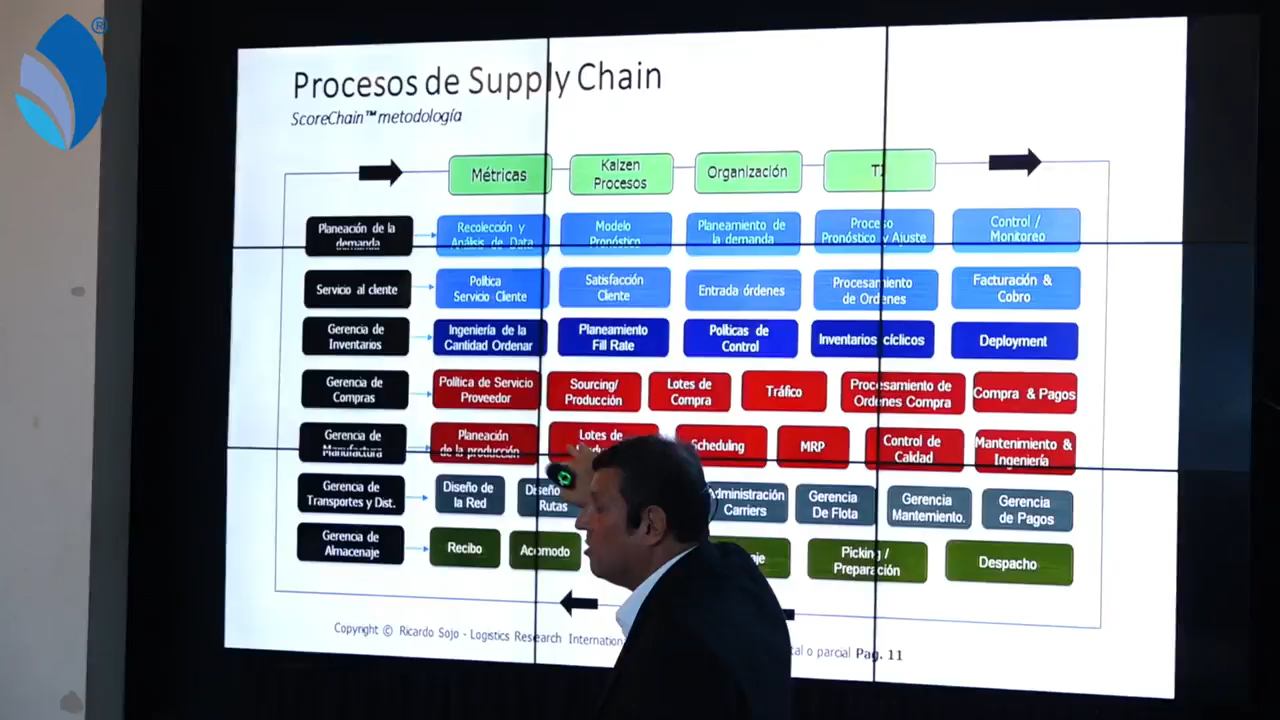 ®
Procesos de Supply Chain
ScoreChain™ metodología
Métricas
Kaizen
Procesos
Organización
TI
Planeación de la
demanda
Recolección y
Análisis de Data
Modelo
Pronóstico
Planeamiento de
la demanda
Proceso
Pronóstico y Ajuste
Control /
Monitoreo
Servicio al cliente
Política
Servicio Cliente
Satisfacción
Cliente
Entrada órdenes
Procesamiento
de Ordenes
Facturación &
Cobro
Gerencia de
Inventarios
Ingeniería de la
Cantidad Ordenar
Planeamiento
Fill Rate
Políticas de
Control
Inventarios cíclicos
Deployment
Gerencia de
Compras
Política de Servicio
Proveedor
Sourcing/
Producción
Lotes de
Compra
Tráfico
Procesamiento de
Ordenes Compra
Compra & Pagos
Gerencia de
Manufactura
Planeación
de la producción
Lotes de
Scheduling
MRP
Control de
Calidad
Mantenimiento &
Ingeniería
Gerencia de
Transportes y Dist.
Diseño de
la Red
Diseño
Rutas
Administración
Carriers
Gerencia
De Flota
Gerencia
Mantemiento.
Gerencia
de Pagos
Gerencia de
Almacenaje
Recibo
Acomodo
Picking /
Preparación
Despacho
Copyright © Ricardo Sojo - Logistics Research
o parcial Pag. 11